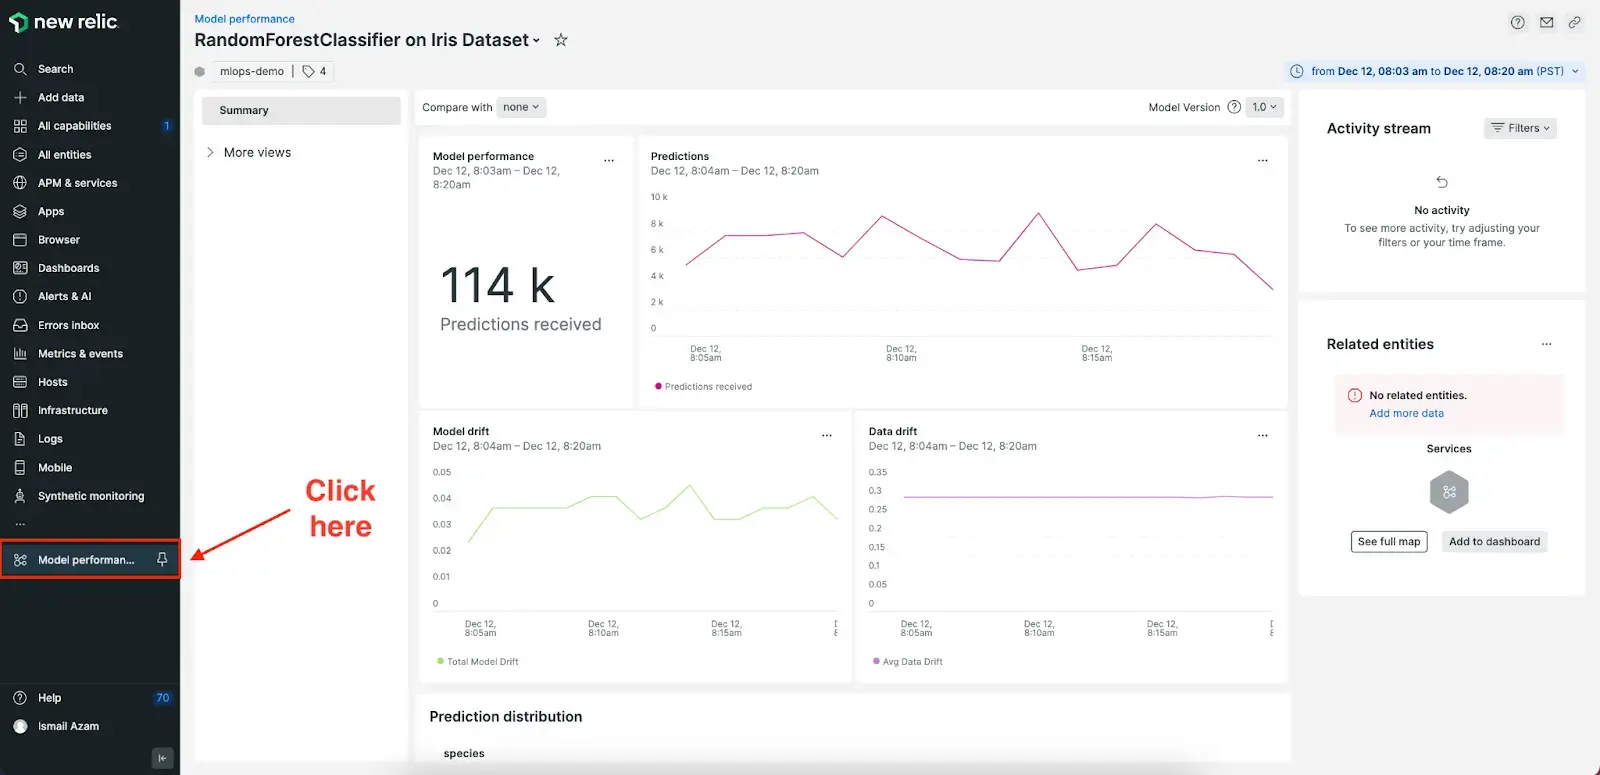 new relic
Search
Add data
All capabilities 1
All entities
APM & services
Apps
Browser
Dashboards
Alerts & AI
Errors inbox
Metrics & events
Hosts
Infrastructure
Logs
Mobile
Synthetic monitoring
...
Model performan...
Help 70
Ismail Azam
Click
here
Model performance
RandomForestClassifier on Iris Dataset
mlops-demo | 4
from Dec 12, 08:03 am to Dec 12, 08:20 am (PST)
Summary
More views
Compare with none
Model Version 1.0
Model performance
Dec 12, 8:03am – Dec 12,
8:20am
114 k
Predictions received
Predictions
Dec 12, 8:04am – Dec 12, 8:20am
10 k
8 k
6 k
4 k
2 k
0
Dec 12,
8:05am
Dec 12,
8:10am
Dec 12,
8:15am
Predictions received
Model drift
Dec 12, 8:04am – Dec 12, 8:20am
0.05
0.04
0.03
0.02
0.01
0
Dec 12,
8:05am
Dec 12,
8:10am
Dec 12,
8:15am
Total Model Drift
Data drift
Dec 12, 8:04am – Dec 12, 8:20am
0.35
0.3
0.25
0.2
0.15
0.1
0.05
0
Dec 12,
8:05am
Dec 12,
8:10am
Dec 12,
8:15am
Avg Data Drift
Prediction distribution
species
Activity stream
Filters
No activity
To see more activity, try adjusting your
filters or your time frame.
Related entities
No related entities.
Add more data
Services
See full map
Add to dashboard